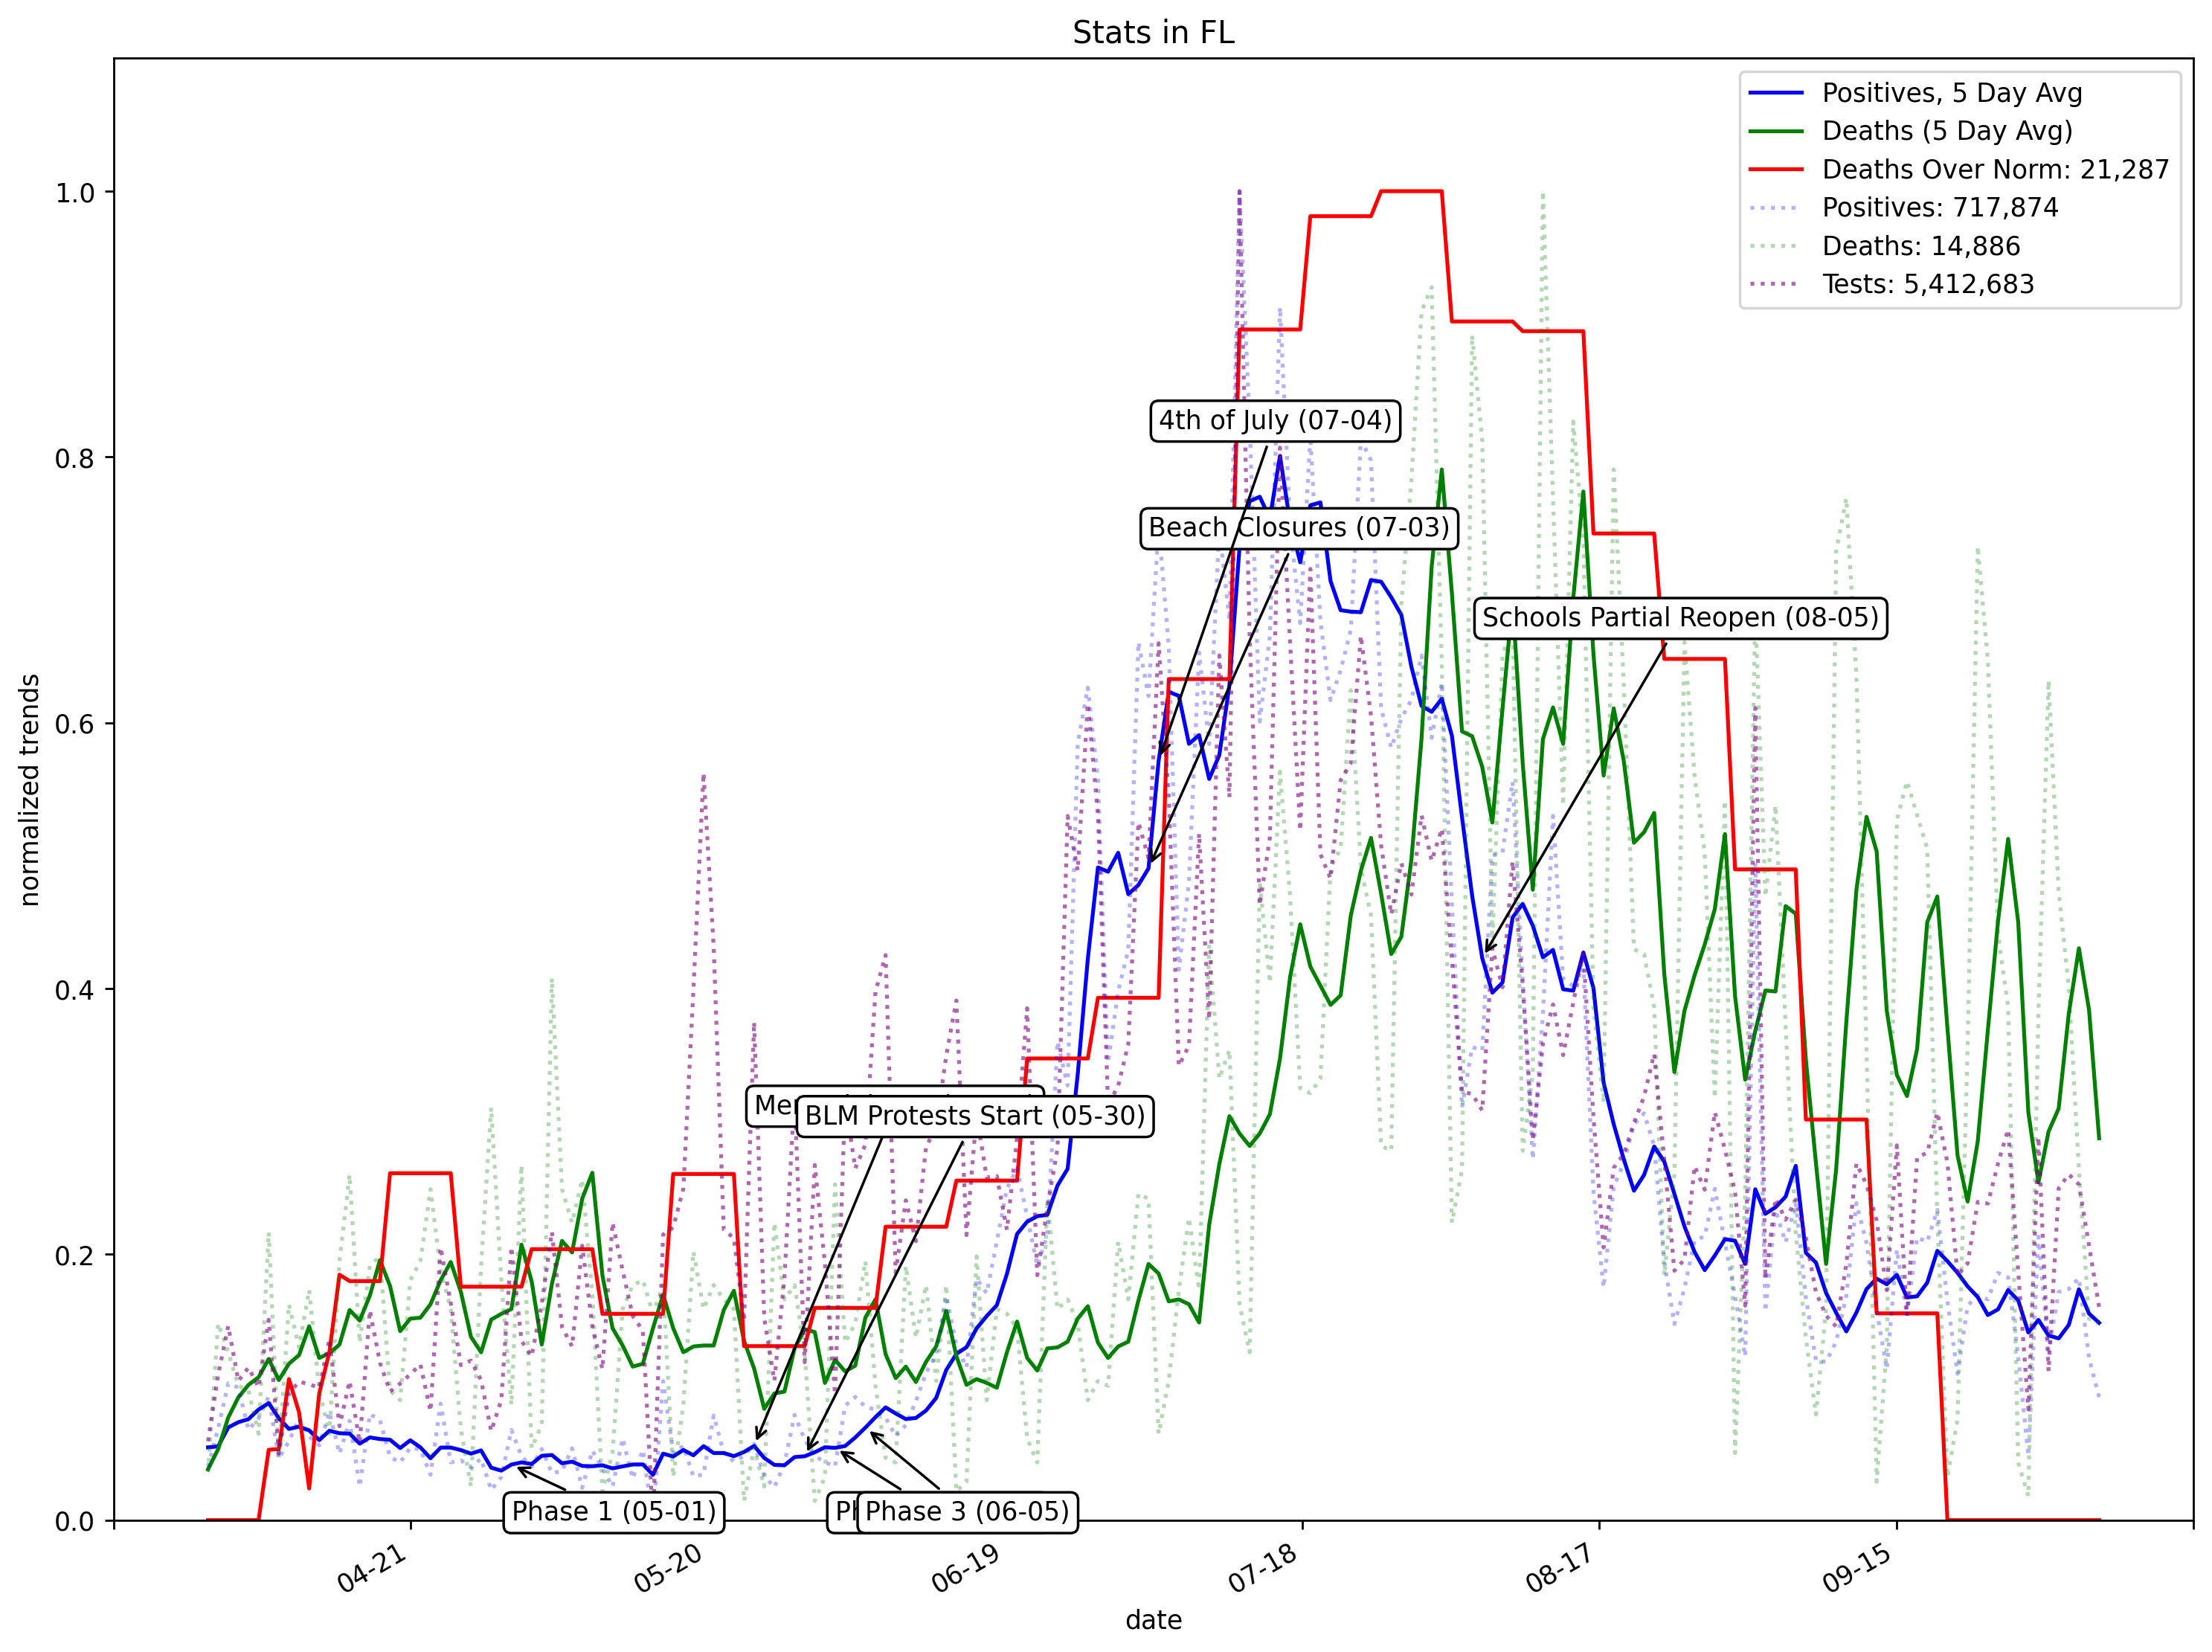 Stats in FL
Positives, 5 Day Avg
Deaths (5 Day Avg)
Deaths Over Norm: 21,287
Positives: 717,874
Deaths: 14,886
Tests: 5,412,683
1.0
0.8
0.6
0.4
0.2
0.0
normalized trends
4th of July (07-04)
Beach Closures (07-03)
Schools Partial Reopen (08-05)
BLM Protests Start (05-30)
Phase 1 (05-01)
Phase 3 (06-05)
04-21
05-20
06-19
07-18
08-17
09-15
date